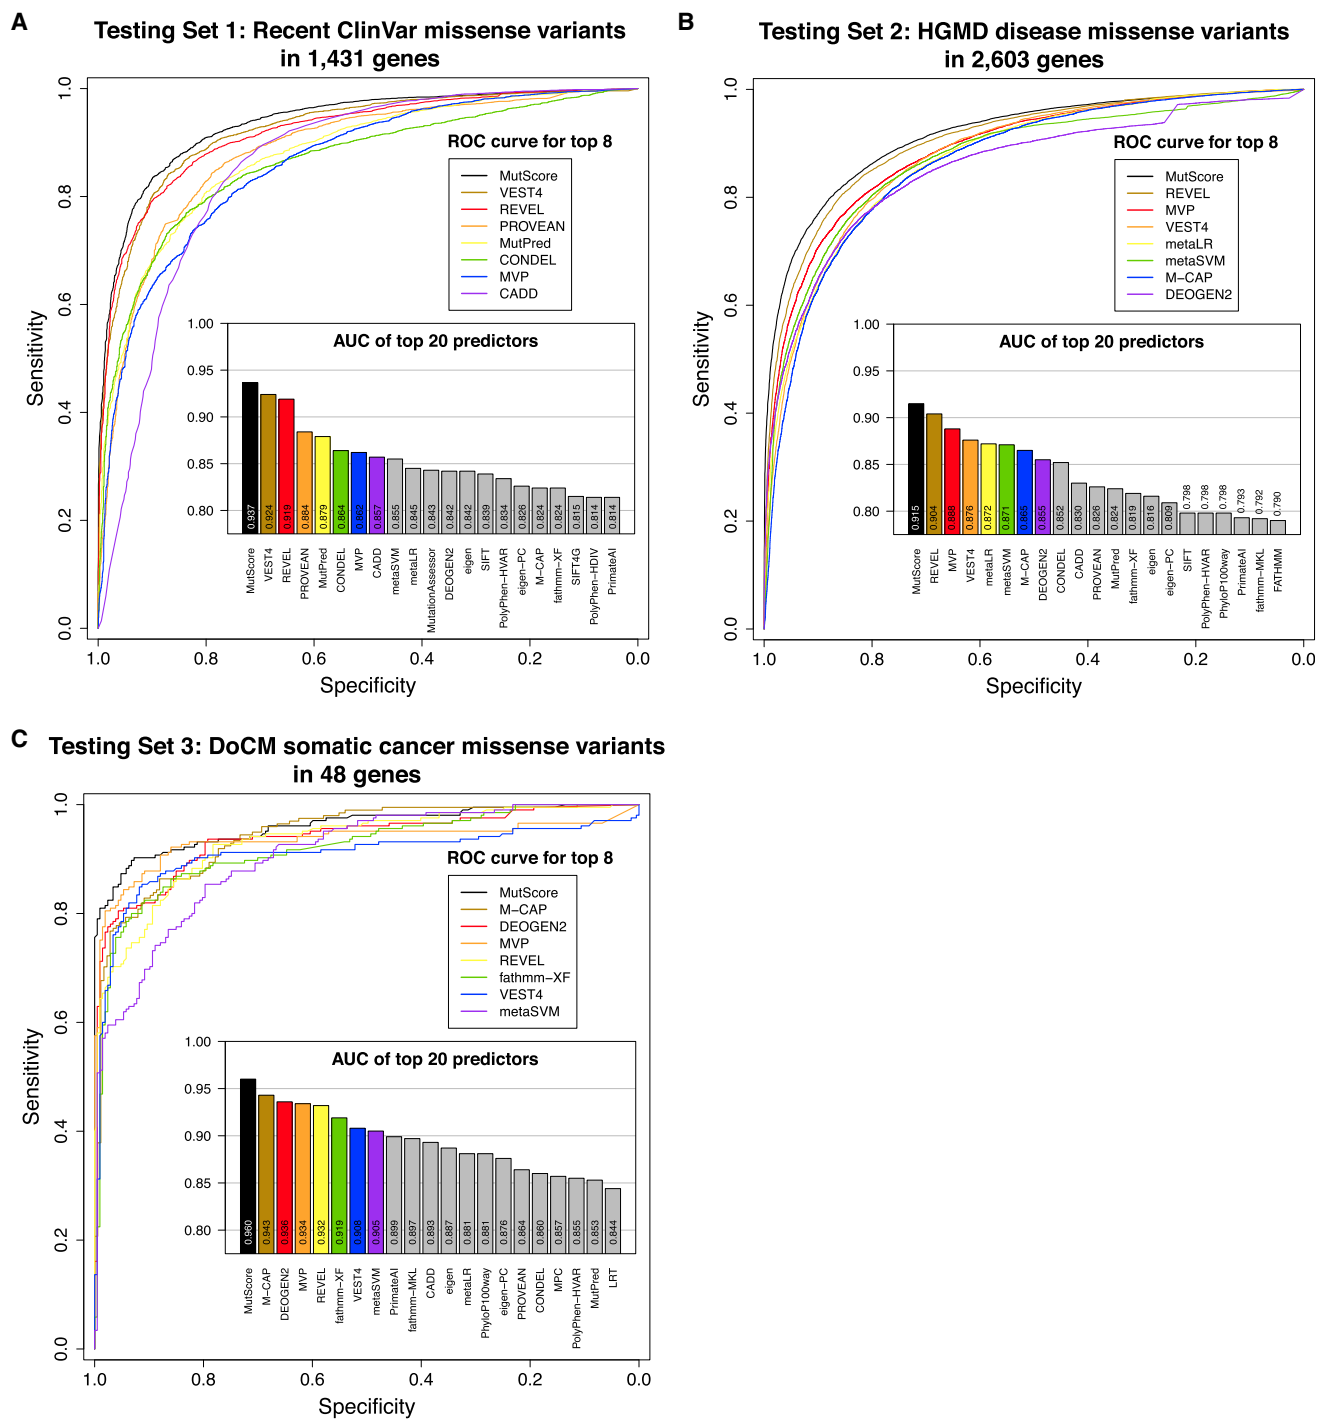 A
Testing Set 1: Recent ClinVar missense variants
in 1,431 genes
Sensitivity
1.0
0.8
0.6
0.4
0.2
0.0
ROC curve for top 8
MutScore
VEST4
REVEL
PROVEAN
MutPred
CONDEL
MVP
CADD
AUC of top 20 predictors
1.00
0.95
0.90
0.85
0.80
0.937
0.924
0.919
0.884
0.879
0.864
0.862
0.857
0.855
0.845
0.843
0.842
0.842
0.839
0.834
0.826
0.824
0.824
0.815
0.814
0.814
MutScore
VEST4
REVEL
PROVEAN
MutPred
CONDEL
MVP
CADD
metaSVM
metaLR
MutationAssessor
DEOGEN2
eigen
SIFT
PolyPhen−HVAR
eigen−PC
M−CAP
fathmm−XF
SIFT4G
PolyPhen−HDIV
PrimateAI
1.0 0.8 0.6 0.4 0.2 0.0
Specificity
B
Testing Set 2: HGMD disease missense variants
in 2,603 genes
Sensitivity
1.0
0.8
0.6
0.4
0.2
0.0
ROC curve for top 8
MutScore
REVEL
MVP
VEST4
metaLR
metaSVM
M−CAP
DEOGEN2
AUC of top 20 predictors
1.00
0.95
0.90
0.85
0.80
0.915
0.904
0.888
0.876
0.872
0.871
0.865
0.855
0.852
0.830
0.826
0.824
0.819
0.816
0.809
0.798
0.798
0.798
0.793
0.792
0.790
MutScore
REVEL
MVP
VEST4
metaLR
metaSVM
M−CAP
DEOGEN2
CONDEL
CADD
PROVEAN
MutPred
fathmm−XF
eigen
eigen−PC
SIFT
PolyPhen−HVAR
PhyloP100way
PrimateAI
fathmm−MKL
FATHMM
1.0 0.8 0.6 0.4 0.2 0.0
Specificity
C
Testing Set 3: DoCM somatic cancer missense variants
in 48 genes
Sensitivity
1.0
0.8
0.6
0.4
0.2
0.0
ROC curve for top 8
MutScore
M−CAP
DEOGEN2
MVP
REVEL
fathmm−XF
VEST4
metaSVM
AUC of top 20 predictors
1.00
0.95
0.90
0.85
0.80
0.960
0.943
0.936
0.934
0.932
0.919
0.908
0.905
0.899
0.897
0.893
0.887
0.881
0.881
0.876
0.864
0.860
0.857
0.855
0.853
0.844
MutScore
M−CAP
DEOGEN2
MVP
REVEL
fathmm−XF
VEST4
metaSVM
PrimateAI
fathmm−MKL
CADD
eigen
metaLR
PhyloP100way
eigen−PC
PROVEAN
CONDEL
MPC
PolyPhen−HVAR
MutPred
LRT
1.0 0.8 0.6 0.4 0.2 0.0
Specificity